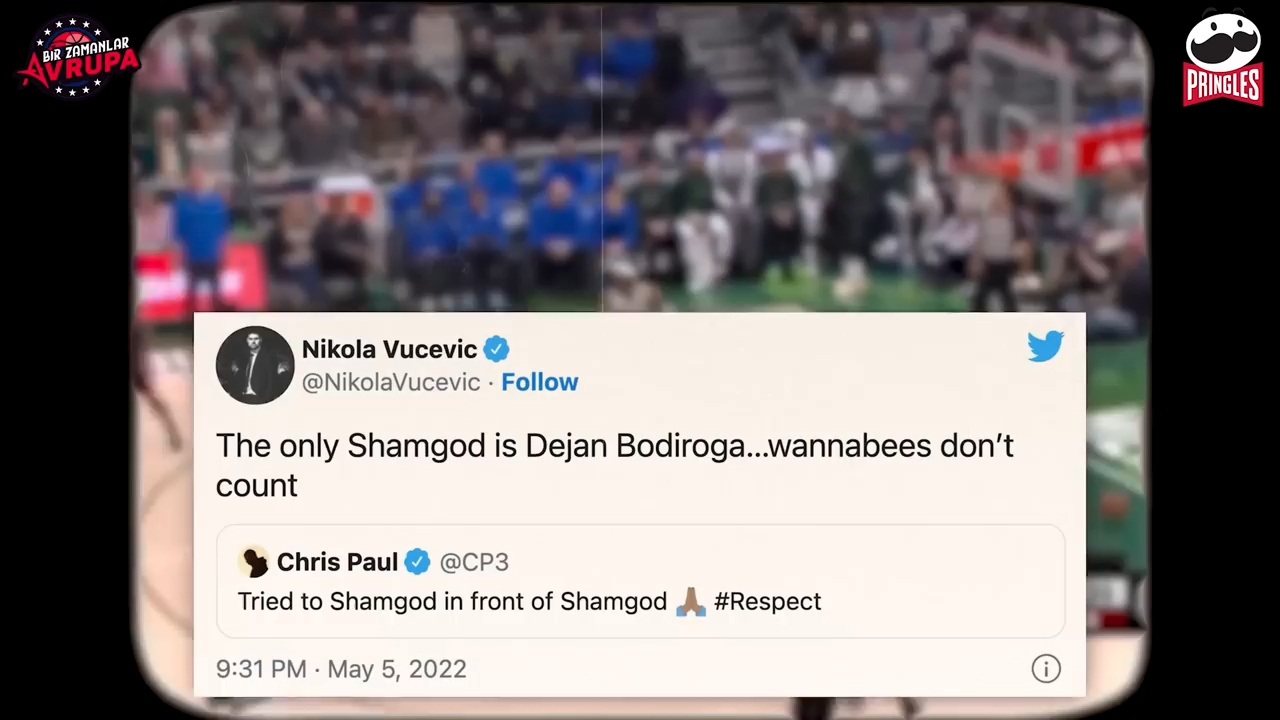 BIR ZAMANLAR
AVRUPA
PRINGLES
Nikola Vucevic
@NikolaVucevic · Follow
The only Shamgod is Dejan Bodiroga...wannabees don’t
count
Chris Paul @CP3
Tried to Shamgod in front of Shamgod 🙏🏽 #Respect
9:31 PM · May 5, 2022